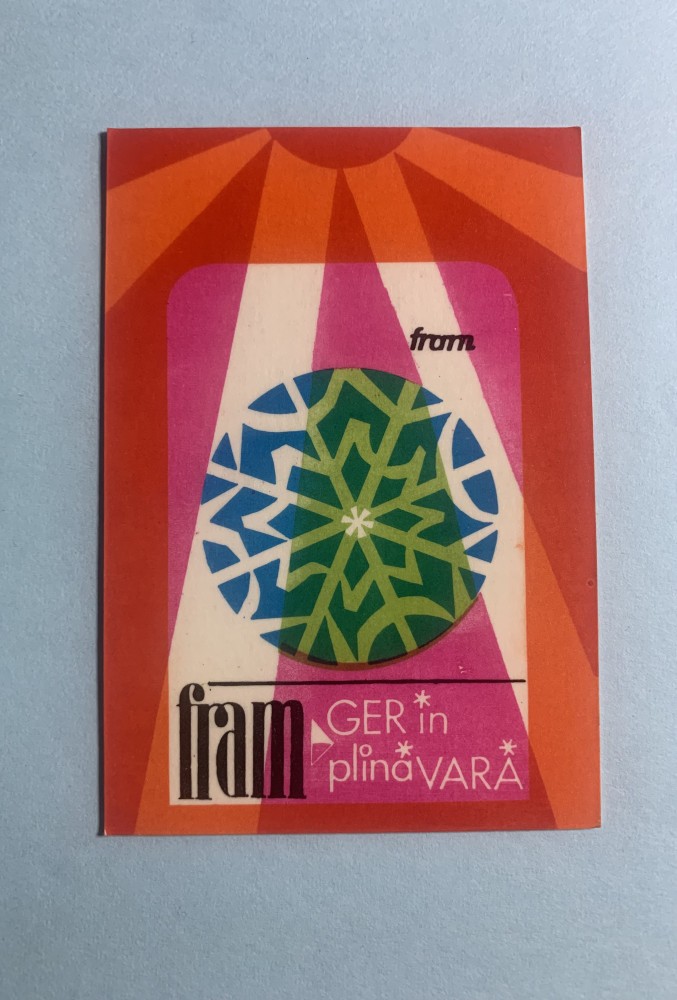 fram
fram
GER în
plină VARĂ